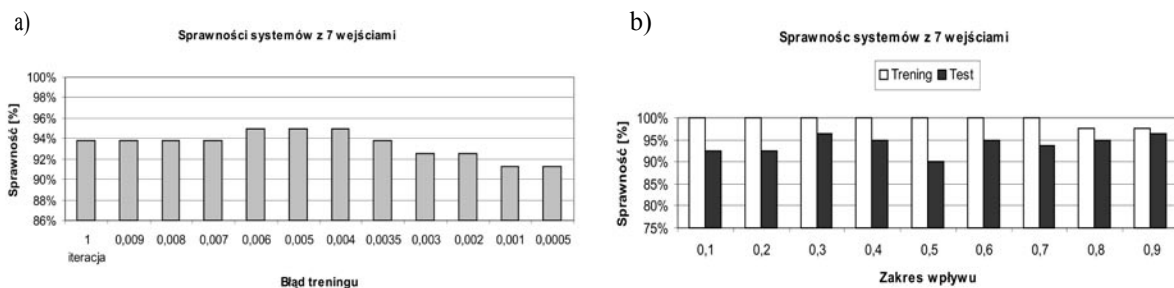 a)
Sprawności systemów z 7 wejściami
Sprawność [%]
100%
98%
96%
94%
92%
90%
88%
86%
1 0,009 0,008 0,007 0,006 0,005 0,004 0,0035 0,003 0,002 0,001 0,0005
iteracja
Błąd treningu
b)
Sprawnośc systemów z 7 wejściami
Trening Test
Sprawność [%]
100%
95%
90%
85%
80%
75%
0,1 0,2 0,3 0,4 0,5 0,6 0,7 0,8 0,9
Zakres wpływu